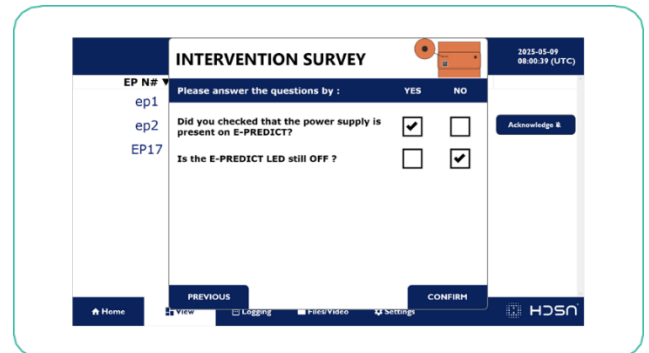 INTERVENTION SURVEY
2025-05-09
08:00:39 (UTC)
EP N# ▼
Please answer the questions by :
YES
NO
ep1
ep2
EP17
Did you checked that the power supply is
present on E-PREDICT?
Acknowledge
Is the E-PREDICT LED still OFF ?
PREVIOUS
CONFIRM
Home
View
Logging
Files/Video
Settings
HDSN